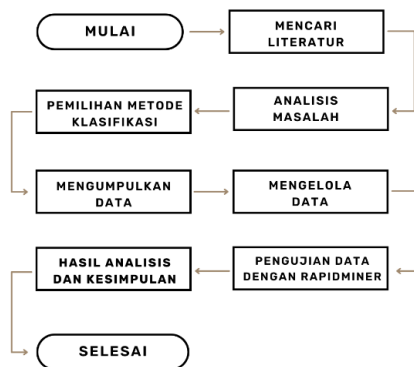 MULAI
MENCARI
LITERATUR
ANALISIS
MASALAH
PEMILIHAN METODE
KLASIFIKASI
MENGUMPULKAN
DATA
MENGELOLA
DATA
PENGUJIAN DATA
DENGAN RAPIDMINER
HASIL ANALISIS
DAN KESIMPULAN
SELESAI